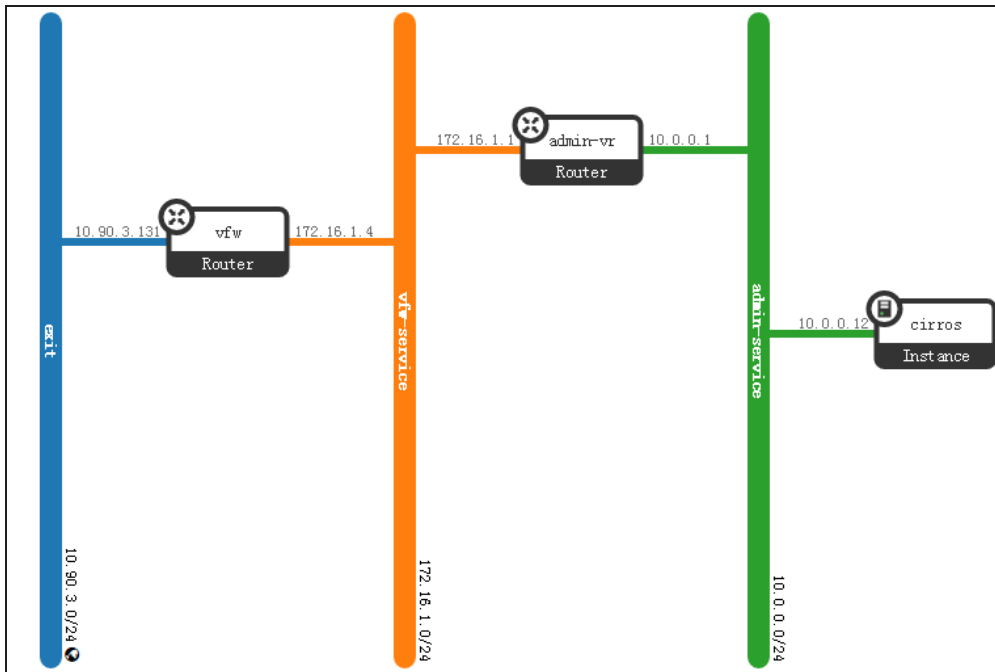 172.16.1.1
admin-vr
10.0.0.1
Router
10.90.3.131
vfw
172.16.1.4
Router
exit
vfw-service
admin-service
10.0.0.12
cirros
Instance
10.90.3.0/24
172.16.1.0/24
10.0.0.0/24